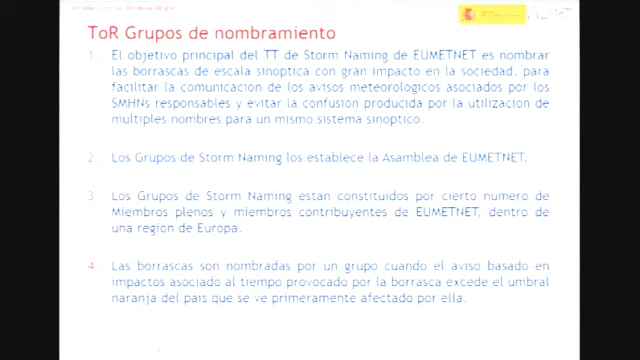 ToR Grupos de nombramiento
1. El objetivo principal del TT de Storm Naming de EUMETNET es nombrar
las borrascas de escala sinoptica con gran impacto en la sociedad, para
facilitar la comunicacion de los avisos meteorologicos asociados por los
SMHNs responsables y evitar la confusion producida por la utilizacion de
multiples nombres para un mismo sistema sinoptico.
2. Los Grupos de Storm Naming los establece la Asamblea de EUMETNET.
3. Los Grupos de Storm Naming estan constituidos por cierto numero de
Miembros plenos y miembros contribuyentes de EUMETNET, dentro de
una region de Europa.
4. Las borrascas son nombradas por un grupo cuando el aviso basado en
impactos asociado al tiempo provocado por la borrasca excede el umbral
naranja del pais que se ve primeramente afectado por ella.